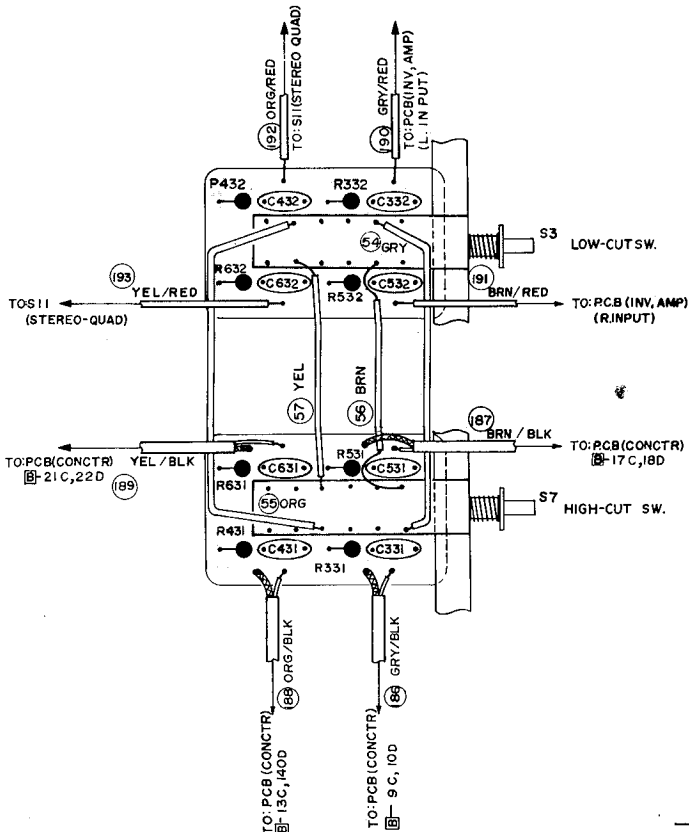 192 ORG/RED
TO: S11 (STEREO QUAD)
190 GRY/RED
TO:PCB(INV, AMP)
(L. IN PUT)
P432
C432
R332
C332
54 GRY
S3
LOW-CUT SW.
R632
C632
R532
C532
193
YEL/RED
TO:S11
(STEREO-QUAD)
191
BRN/RED
TO: P.C.B (INV, AMP)
(R.INPUT)
57 YEL
56 BRN
187
BRN/BLK
TO:P.C.B (CONCTR)
B-17C,18D
TO:PCB(CONCTR)
B-21C,22D
YEL/BLK
189
R631
C631
R531
C531
55 ORG
S7
HIGH-CUT SW.
R431
C431
R331
C331
188 ORG/BLK
TO: PCB (CONCTR)
B-13C,140D
186 GRY/BLK
TO:PCB(CONCTR)
B-9C, 10D